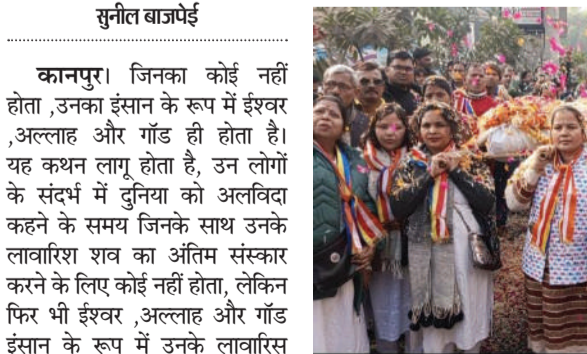 सुनील बाजपेई
कानपुर। जिनका कोई नहीं
होता ,उनका इंसान के रूप में ईश्वर
,अल्लाह और गॉड ही होता है।
यह कथन लागू होता है, उन लोगों
के संदर्भ में दुनिया को अलविदा
कहने के समय जिनके साथ उनके
लावारिश शव का अंतिम संस्कार
करने के लिए कोई नहीं होता, लेकिन
फिर भी ईश्वर ,अल्लाह और गॉड
इंसान के रूप में उनके लावारिस